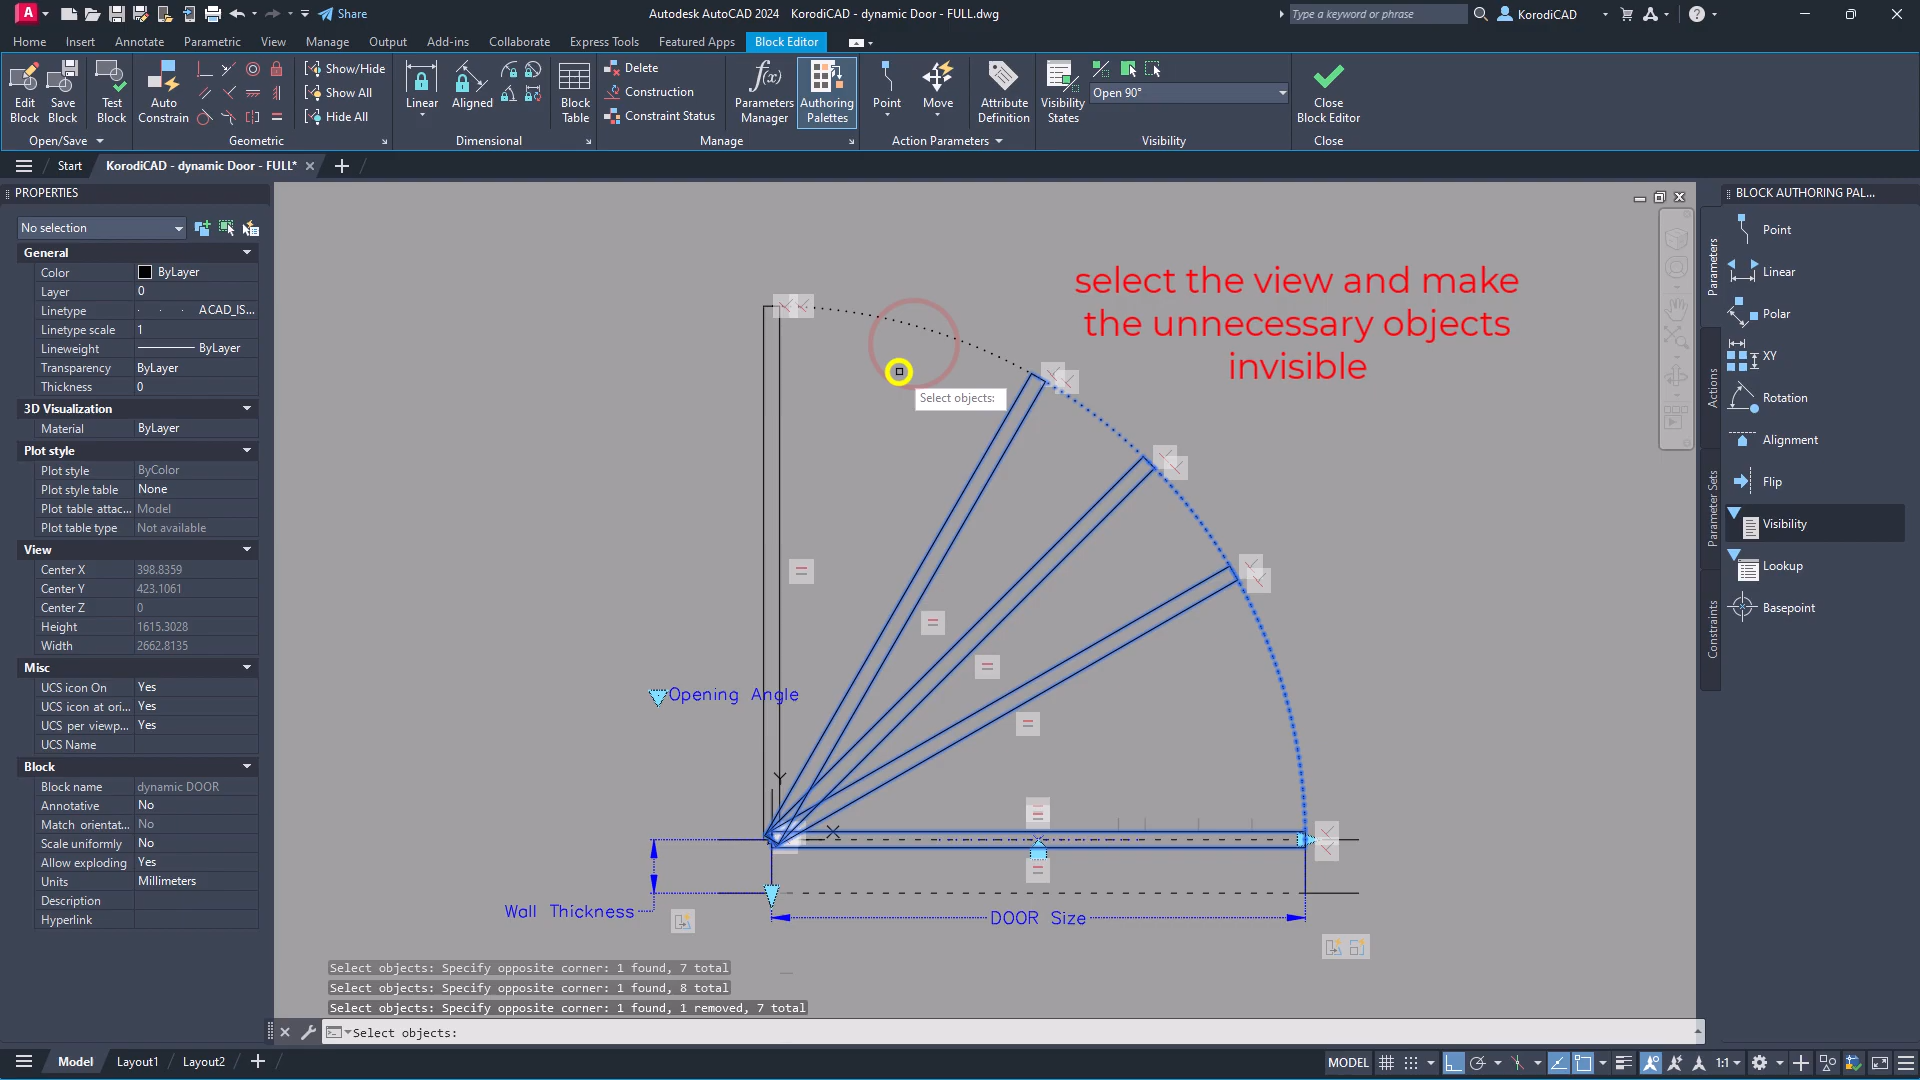 A
Share
Autodesk AutoCAD 2024 KorodiCAD - dynamic Door - FULL.dwg
Type a keyword or phrase
KorodiCAD
Home Insert Annotate Parametric View Manage Output Add-ins Collaborate Express Tools Featured Apps Block Editor
Edit Block
Save Block
Test Block
Auto Constrain
Show/Hide
Show All
Hide All
Linear
Aligned
Block Table
Delete
Construction
Constraint Status
Parameters Manager
Authoring Palettes
Point
Move
Attribute Definition
Visibility States
Open 90°
Close Block Editor
Open/Save Geometric Dimensional Manage Action Parameters Visibility Close
Start
KorodiCAD - dynamic Door - FULL*
PROPERTIES
No selection
General
Color ByLayer
Layer 0
Linetype ACAD_IS...
Linetype scale 1
Lineweight ByLayer
Transparency ByLayer
Thickness 0
3D Visualization
Material ByLayer
Plot style
Plot style ByColor
Plot style table None
Plot table attac... Model
Plot table type Not available
View
Center X 398.8359
Center Y 423.1061
Center Z 0
Height 1615.3028
Width 2662.8135
Misc
UCS icon On Yes
UCS icon at ori... Yes
UCS per viewp... Yes
UCS Name
Block
Block name dynamic DOOR
Annotative No
Match orientat... No
Scale uniformly No
Allow exploding Yes
Units Millimeters
Description
Hyperlink
select the view and make
the unnecessary objects
invisible
Select objects:
Opening Angle
Y
X
Wall Thickness
DOOR Size
Select objects: Specify opposite corner: 1 found, 7 total
Select objects: Specify opposite corner: 1 found, 8 total
Select objects: Specify opposite corner: 1 found, 1 removed, 7 total
Select objects:
BLOCK AUTHORING PAL...
Parameters
Actions
Parameter Sets
Constraints
Point
Linear
Polar
XY
Rotation
Alignment
Flip
Visibility
Lookup
Basepoint
Model Layout1 Layout2
MODEL
1:1